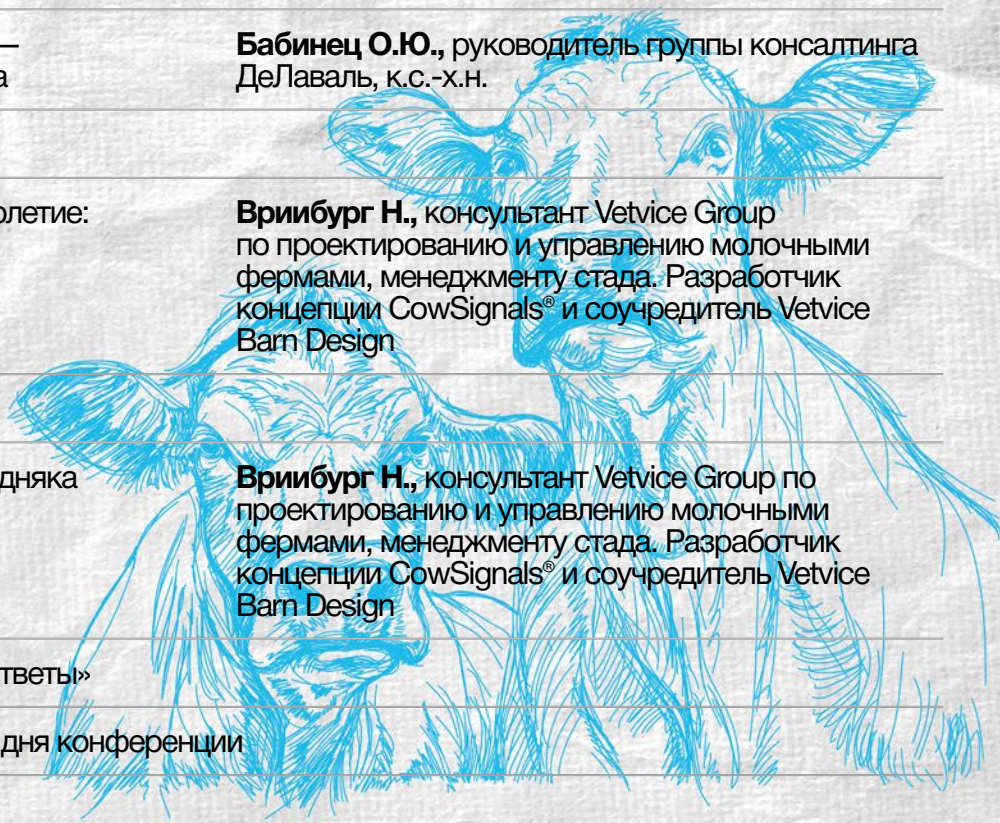 —
а
Бабинец О.Ю., руководитель группы консалтинга
ДеЛаваль, к.с.-х.н.
олетие:
Вриибург Н., консультант Vetvice Group
по проектированию и управлению молочными
фермами, менеджменту стада. Разработчик
концепции CowSignals® и соучредитель Vetvice
Barn Design
дняка
Вриибург Н., консультант Vetvice Group по
проектированию и управлению молочными
фермами, менеджменту стада. Разработчик
концепции CowSignals® и соучредитель Vetvice
Barn Design
тветы»
дня конференции